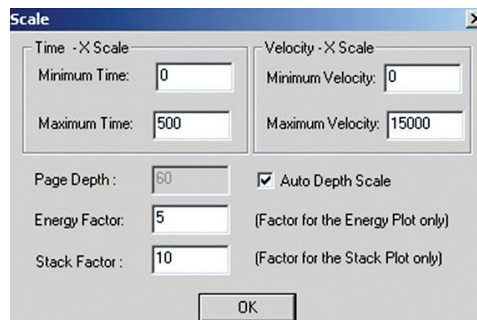 Scale
Time - X Scale
Minimum Time: 0
Maximum Time: 500
Velocity - X Scale
Minimum Velocity: 0
Maximum Velocity: 15000
Page Depth : 60
Auto Depth Scale
Energy Factor: 5 (Factor for the Energy Plot only)
Stack Factor : 10 (Factor for the Stack Plot only)
OK